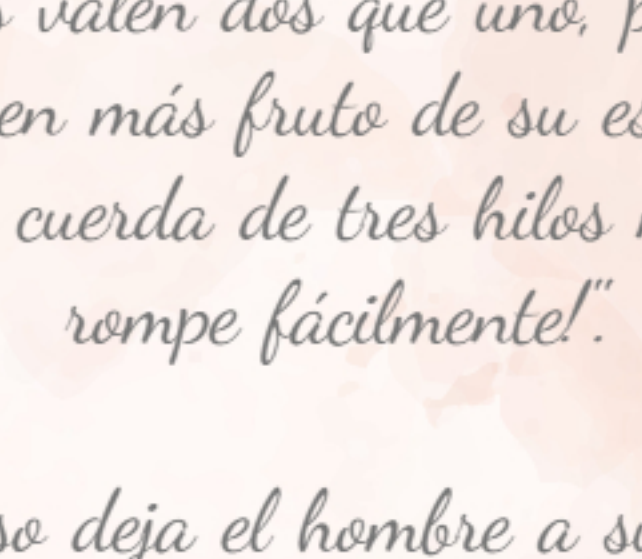 valen dos que uno,
en más fruto de su es
cuerda de tres hilos
rompe fácilmente!".
so deja el hombre a s